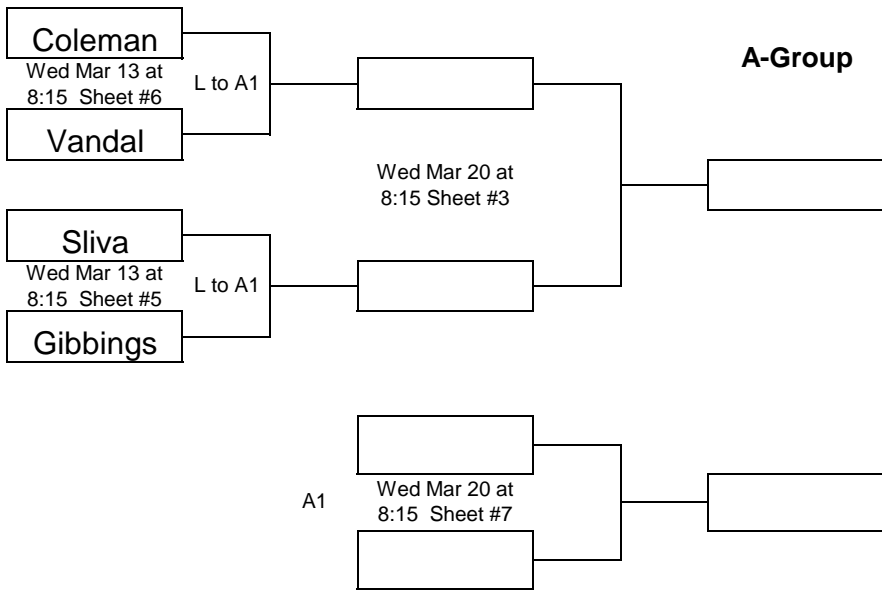 Coleman
Wed Mar 13 at
8:15 Sheet #6
Vandal
L to A1
A-Group
Wed Mar 20 at
8:15 Sheet #3
Sliva
Wed Mar 13 at
8:15 Sheet #5
Gibbings
L to A1
A1
Wed Mar 20 at
8:15 Sheet #7